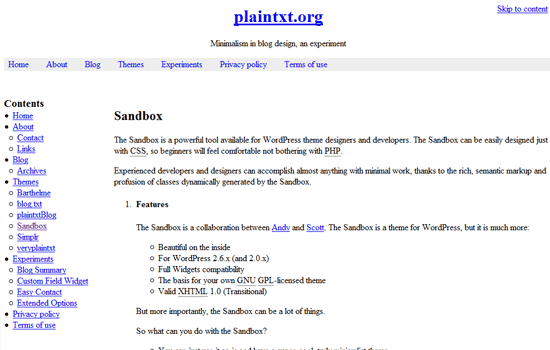 Skip to content
plaintxt.org
Minimalism in blog design, an experiment
Home About Blog Themes Experiments Privacy policy Terms of use
Contents
Home
About
Contact
Links
Blog
Archives
Themes
Barthelme
blog.txt
plaintxtBlog
Sandbox
Simplr
veryplaintxt
Experiments
Blog Summary
Custom Field Widget
Easy Contact
Extended Options
Privacy policy
Terms of use
Sandbox
The Sandbox is a powerful tool available for WordPress theme designers and developers. The Sandbox can be easily designed just
with CSS, so beginners will feel comfortable not bothering with PHP.
Experienced developers and designers can accomplish almost anything with minimal work, thanks to the rich, semantic markup and
profusion of classes dynamically generated by the Sandbox.
1. Features
The Sandbox is a collaboration between Andy and Scott. The Sandbox is a theme for WordPress, but it is much more:
Beautiful on the inside
For WordPress 2.6.x (and 2.0.x)
Full Widgets compatibility
The basis for your own GNU GPL-licensed theme
Valid XHTML 1.0 (Transitional)
But more importantly, the Sandbox can be a lot of things.
So what can you do with the Sandbox?